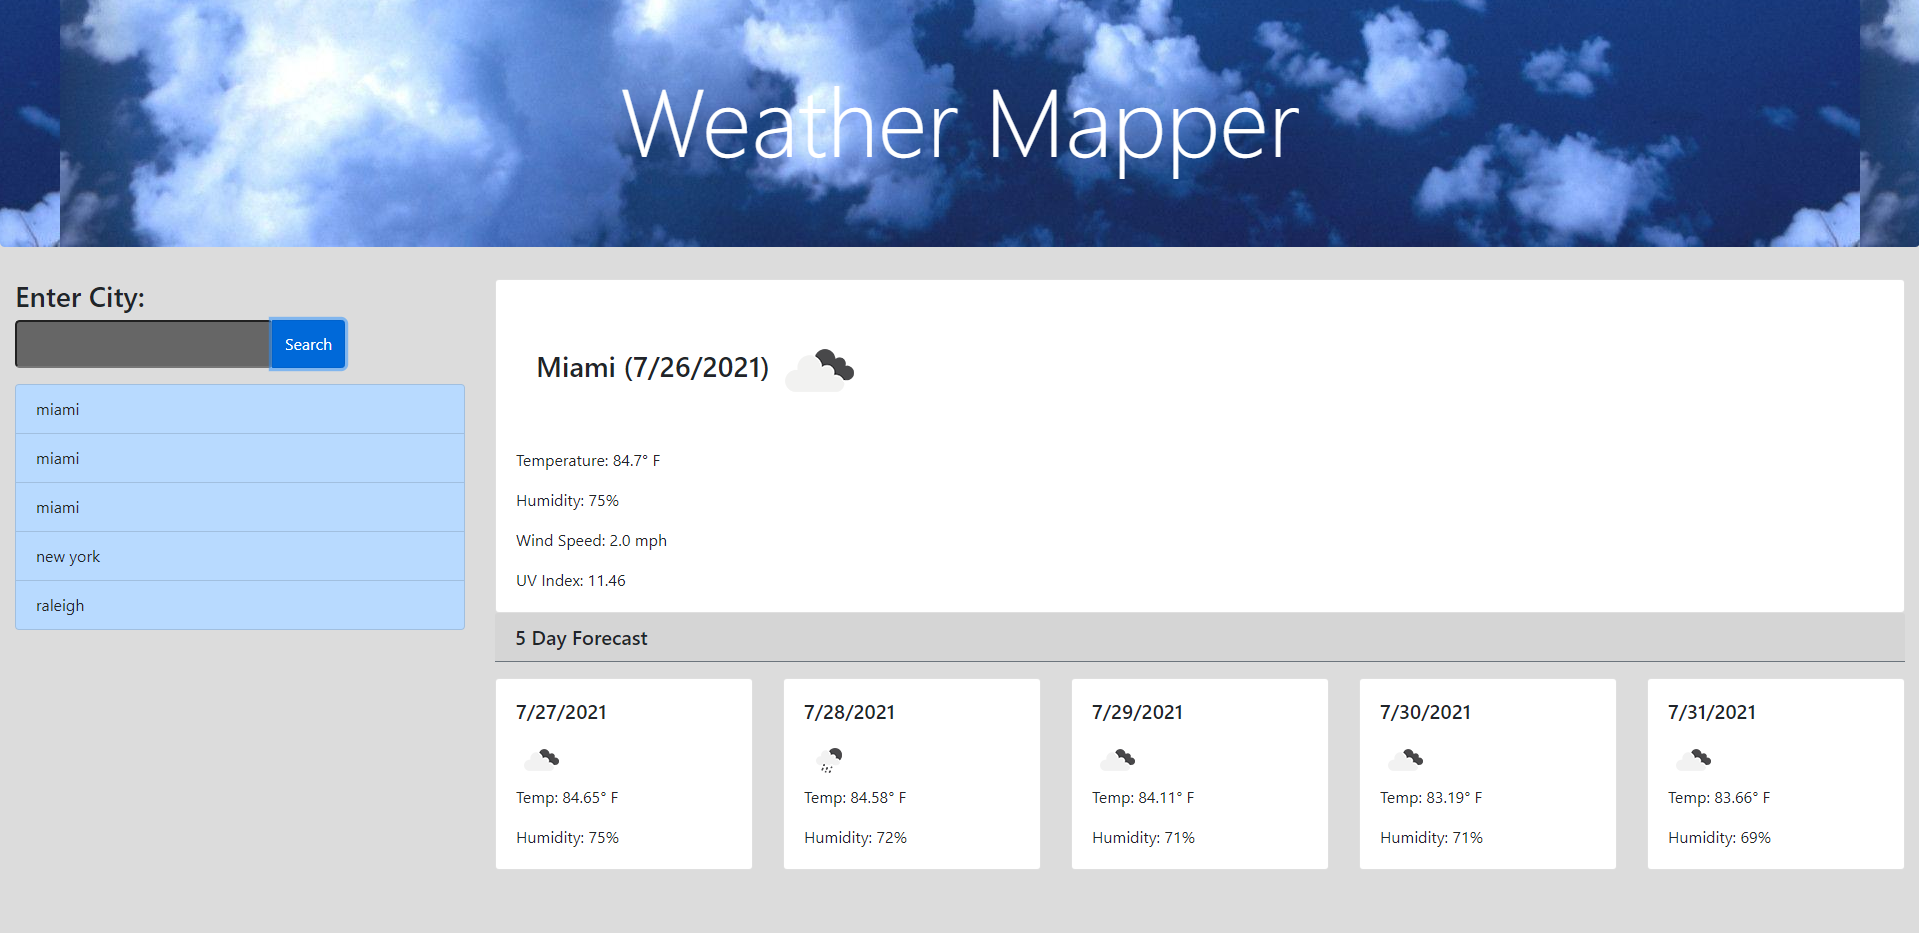 Weather Mapper
Enter City:
Search
miami
miami
miami
new york
raleigh
Miami (7/26/2021)
Temperature: 84.7° F
Humidity: 75%
Wind Speed: 2.0 mph
UV Index: 11.46
5 Day Forecast
7/27/2021
Temp: 84.65° F
Humidity: 75%
7/28/2021
Temp: 84.58° F
Humidity: 72%
7/29/2021
Temp: 84.11° F
Humidity: 71%
7/30/2021
Temp: 83.19° F
Humidity: 71%
7/31/2021
Temp: 83.66° F
Humidity: 69%